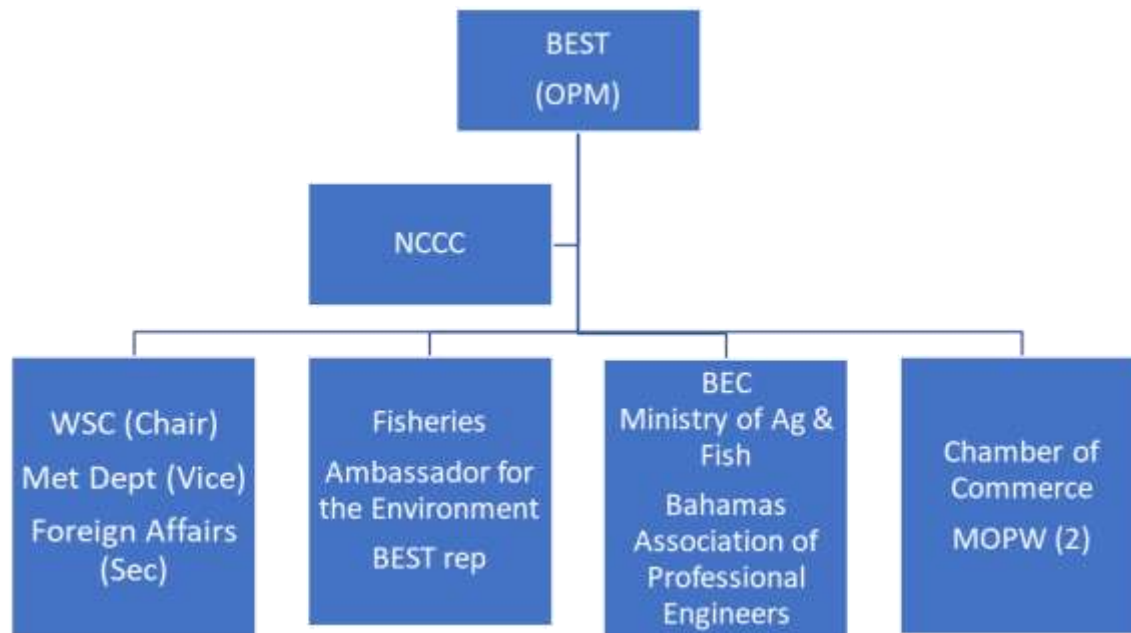 BEST
(OPM)
NCCC
WSC (Chair)
Met Dept (Vice)
Foreign Affairs
(Sec)
Fisheries
Ambassador for
the Environment
BEST rep
BEC
Ministry of Ag &
Fish
Bahamas
Association of
Professional
Engineers
Chamber of
Commerce
MOPW (2)